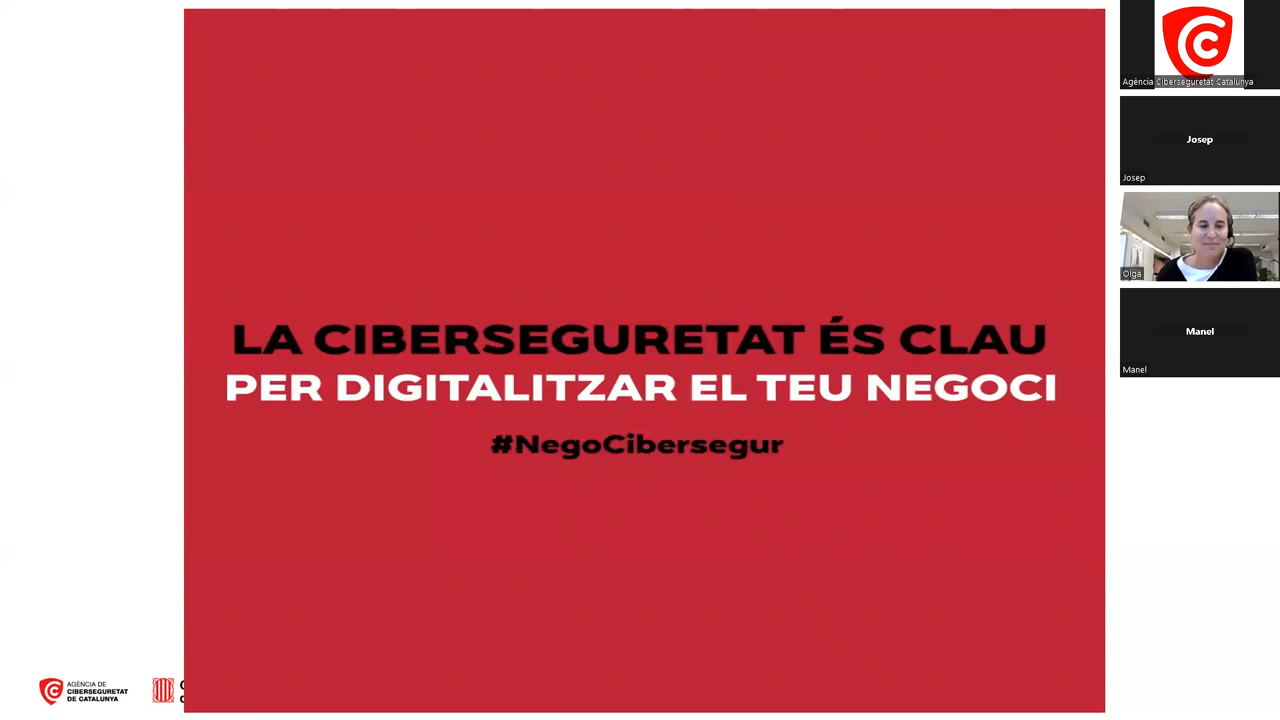 LA CIBERSEGURETAT ÉS CLAU
PER DIGITALITZAR EL TEU NEGOCI
#NegoCibersegur
AGÈNCIA DE
CIBERSEGURETAT
DE CATALUNYA
Agència Ciberseguretat Catalunya
Josep
Josep
Olga
Manel
Manel